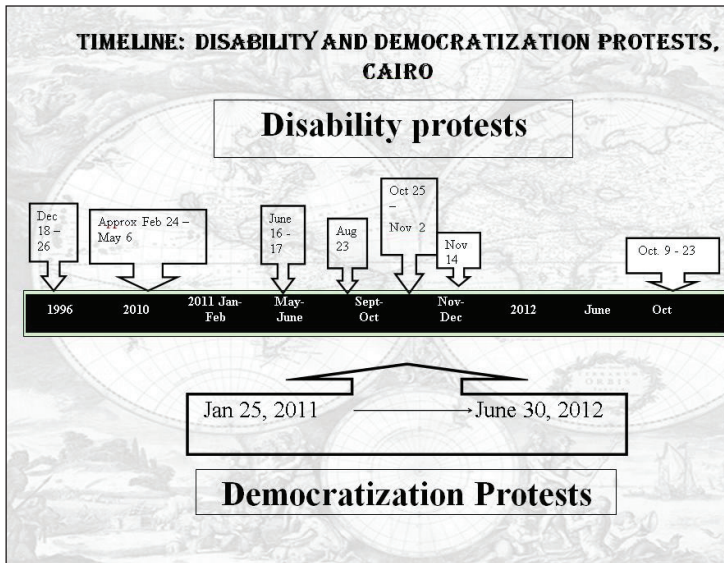 TIMELINE: DISABILITY AND DEMOCRATIZATION PROTESTS,
CAIRO
Disability protests
Dec
18 –
26
Approx Feb 24 –
May 6
June
16 -
17
Aug
23
Oct 25
–
Nov 2
Nov
14
Oct. 9 - 23
1996
2010
2011 Jan-
Feb
May-
June
Sept-
Oct
Nov-
Dec
2012
June
Oct
Jan 25, 2011
June 30, 2012
Democratization Protests